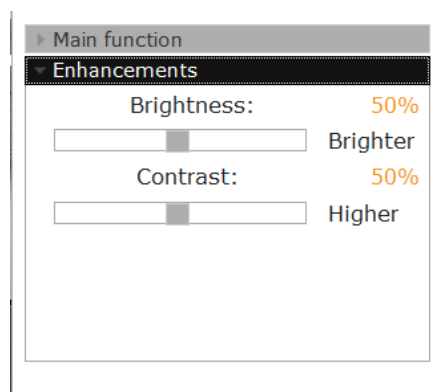 Main function
Enhancements
Brightness: 50%
Brighter
Contrast: 50%
Higher